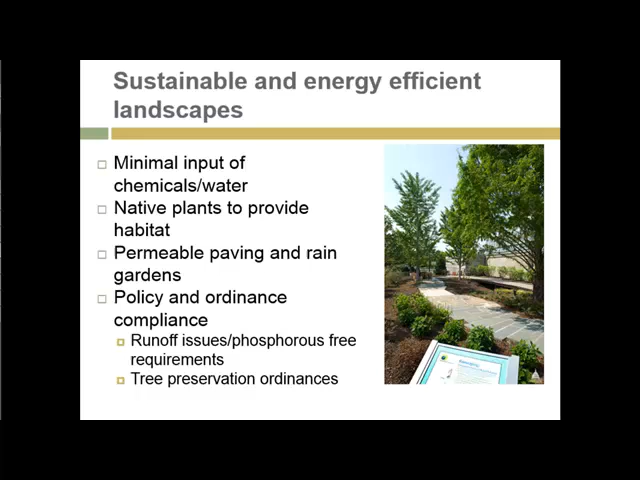 Sustainable and energy efficient
landscapes
Minimal input of
chemicals/water
Native plants to provide
habitat
Permeable paving and rain
gardens
Policy and ordinance
compliance
Runoff issues/phosphorous free
requirements
Tree preservation ordinances